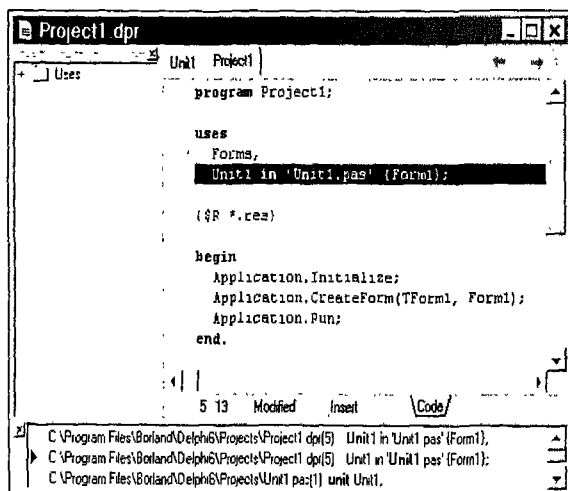 Project1 dpr
Uses
Unit1 Project1
program Project1;
uses
Forms,
Unit1 in 'Unit1.pas' {Form1};
{$R *.res}
begin
Application.Initialize;
Application.CreateForm(TForm1, Form1);
Application.Run;
end.
5 13 Modified Insert Code
C \Program Files\Borland\Delphi6\Projects\Project1 dpr(5) Unit1 in 'Unit1 pas' {Form1},
C \Program Files\Borland\Delphi6\Projects\Project1 dpr(5) Unit1 in 'Unit1 pas' {Form1};
C \Program Files\Borland\Delphi6\Projects\Unit1 pas(1) unit Unit1,